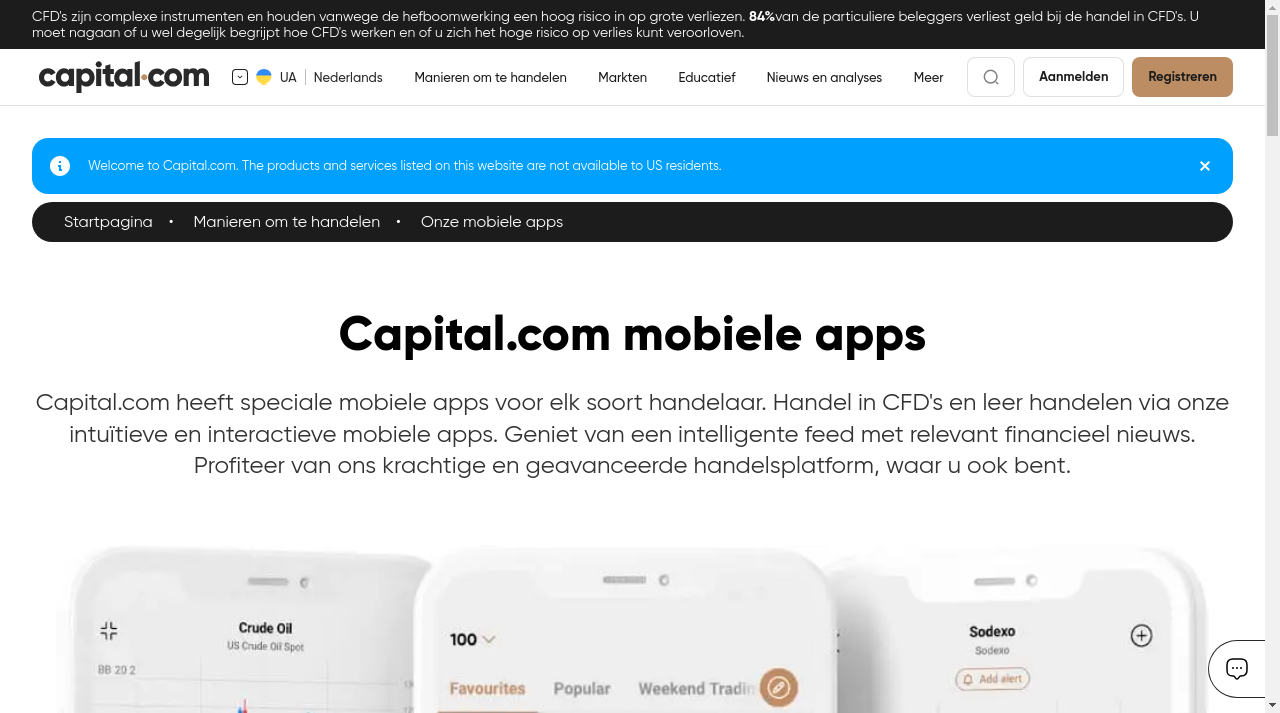 CFD's zijn complexe instrumenten en houden vanwege de hefboomwerking een hoog risico in op grote verliezen. 84%van de particuliere beleggers verliest geld bij de handel in CFD's. U
moet nagaan of u wel degelijk begrijpt hoe CFD's werken en of u zich het hoge risico op verlies kunt veroorloven.
capital.com UA Nederlands Manieren om te handelen Markten Educatief Nieuws en analyses Meer Aanmelden Registreren
Welcome to Capital.com. The products and services listed on this website are not available to US residents.
Startpagina • Manieren om te handelen • Onze mobiele apps
Capital.com mobiele apps
Capital.com heeft speciale mobiele apps voor elk soort handelaar. Handel in CFD's en leer handelen via onze
intuïtieve en interactieve mobiele apps. Geniet van een intelligente feed met relevant financieel nieuws.
Profiteer van ons krachtige en geavanceerde handelsplatform, waar u ook bent.
Crude Oil
US Crude Oil Spot
BB 20 2
100
Favourites Popular Weekend Tradin
Sodexo
Sodexo
Add alert